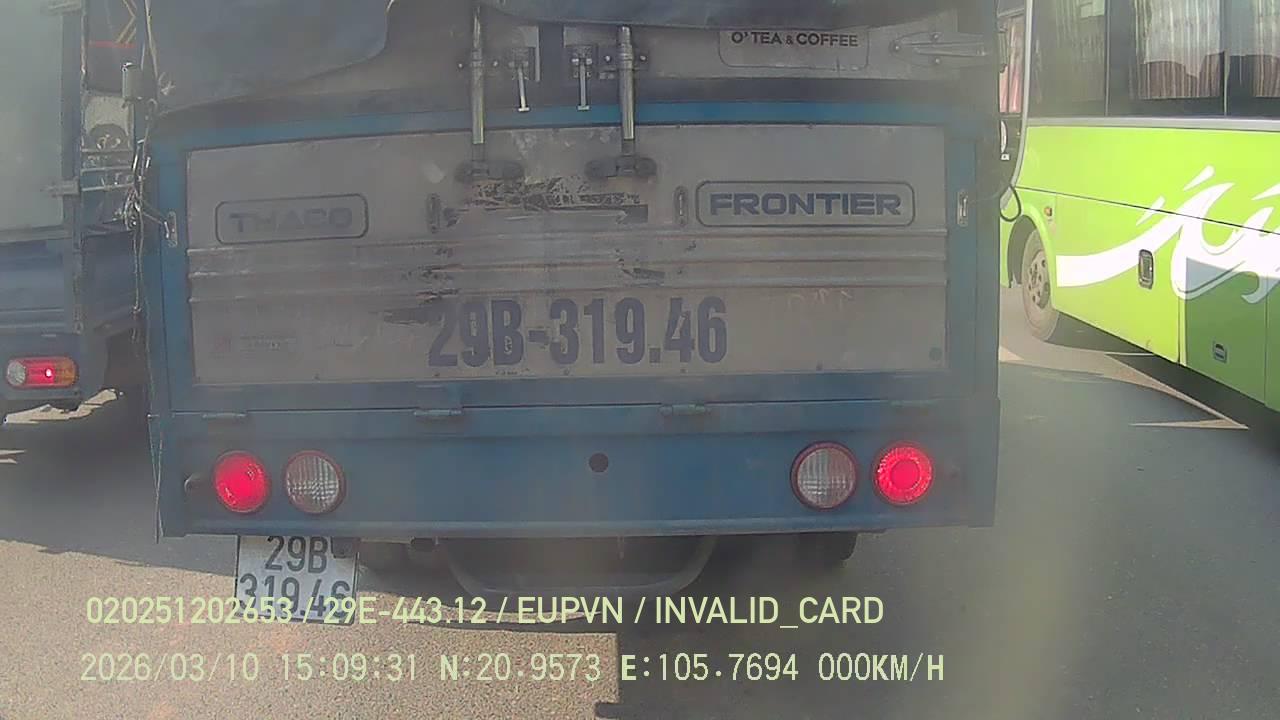 O' TEA & COFFEE
THACO
FRONTIER
29B-319.46
29B
319.46
020251202653 / 29E-443.12 / EUPVN / INVALID_CARD
2026/03/10 15:09:31 N:20.9573 E:105.7694 000KM/H